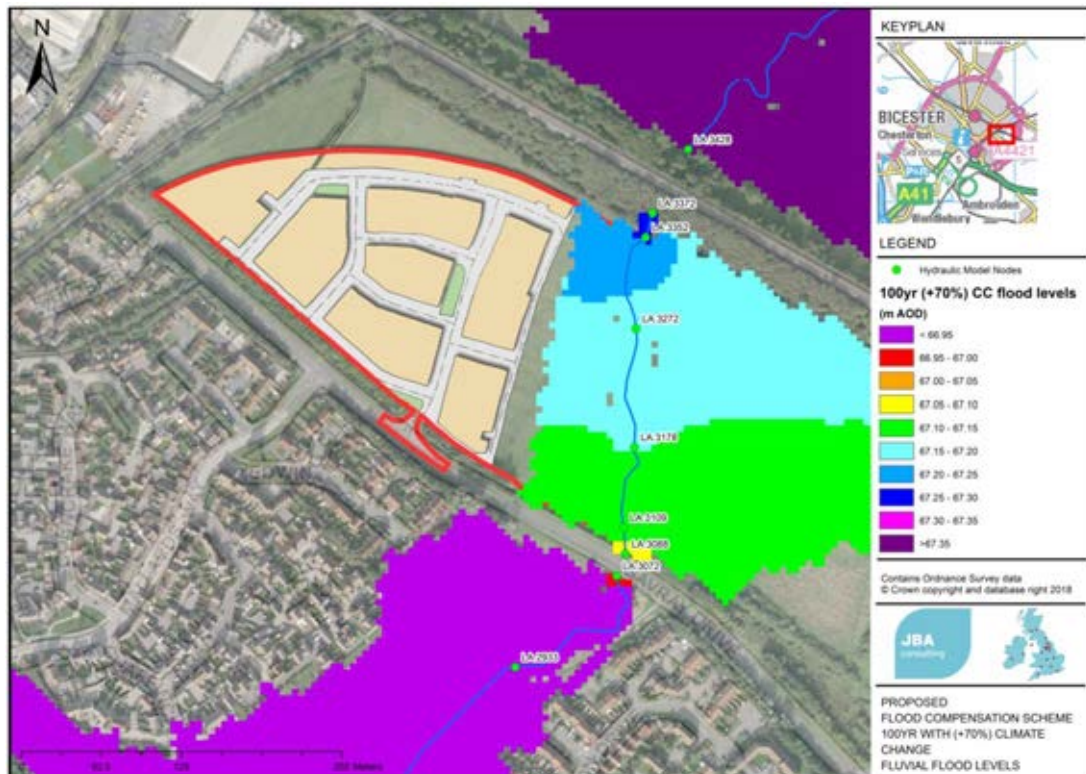 N
LA 3428
LA 3372
LA 3352
LA 3272
LA 3178
LA 3109
LA 3088
LA 3072
LA 2933
KEYPLAN
BICESTER
Chesterton
A4421
A41
Ambrosden
Wendlebury
LEGEND
Hydraulic Model Nodes
100yr (+70%) CC flood levels
(m AOD)
< 66.95
66.95 - 67.00
67.00 - 67.05
67.05 - 67.10
67.10 - 67.15
67.15 - 67.20
67.20 - 67.25
67.25 - 67.30
67.30 - 67.35
>67.35
Contains Ordnance Survey data
© Crown copyright and database right 2018
JBA
consulting
PROPOSED
FLOOD COMPENSATION SCHEME
100YR WITH (+70%) CLIMATE
CHANGE
FLUVIAL FLOOD LEVELS